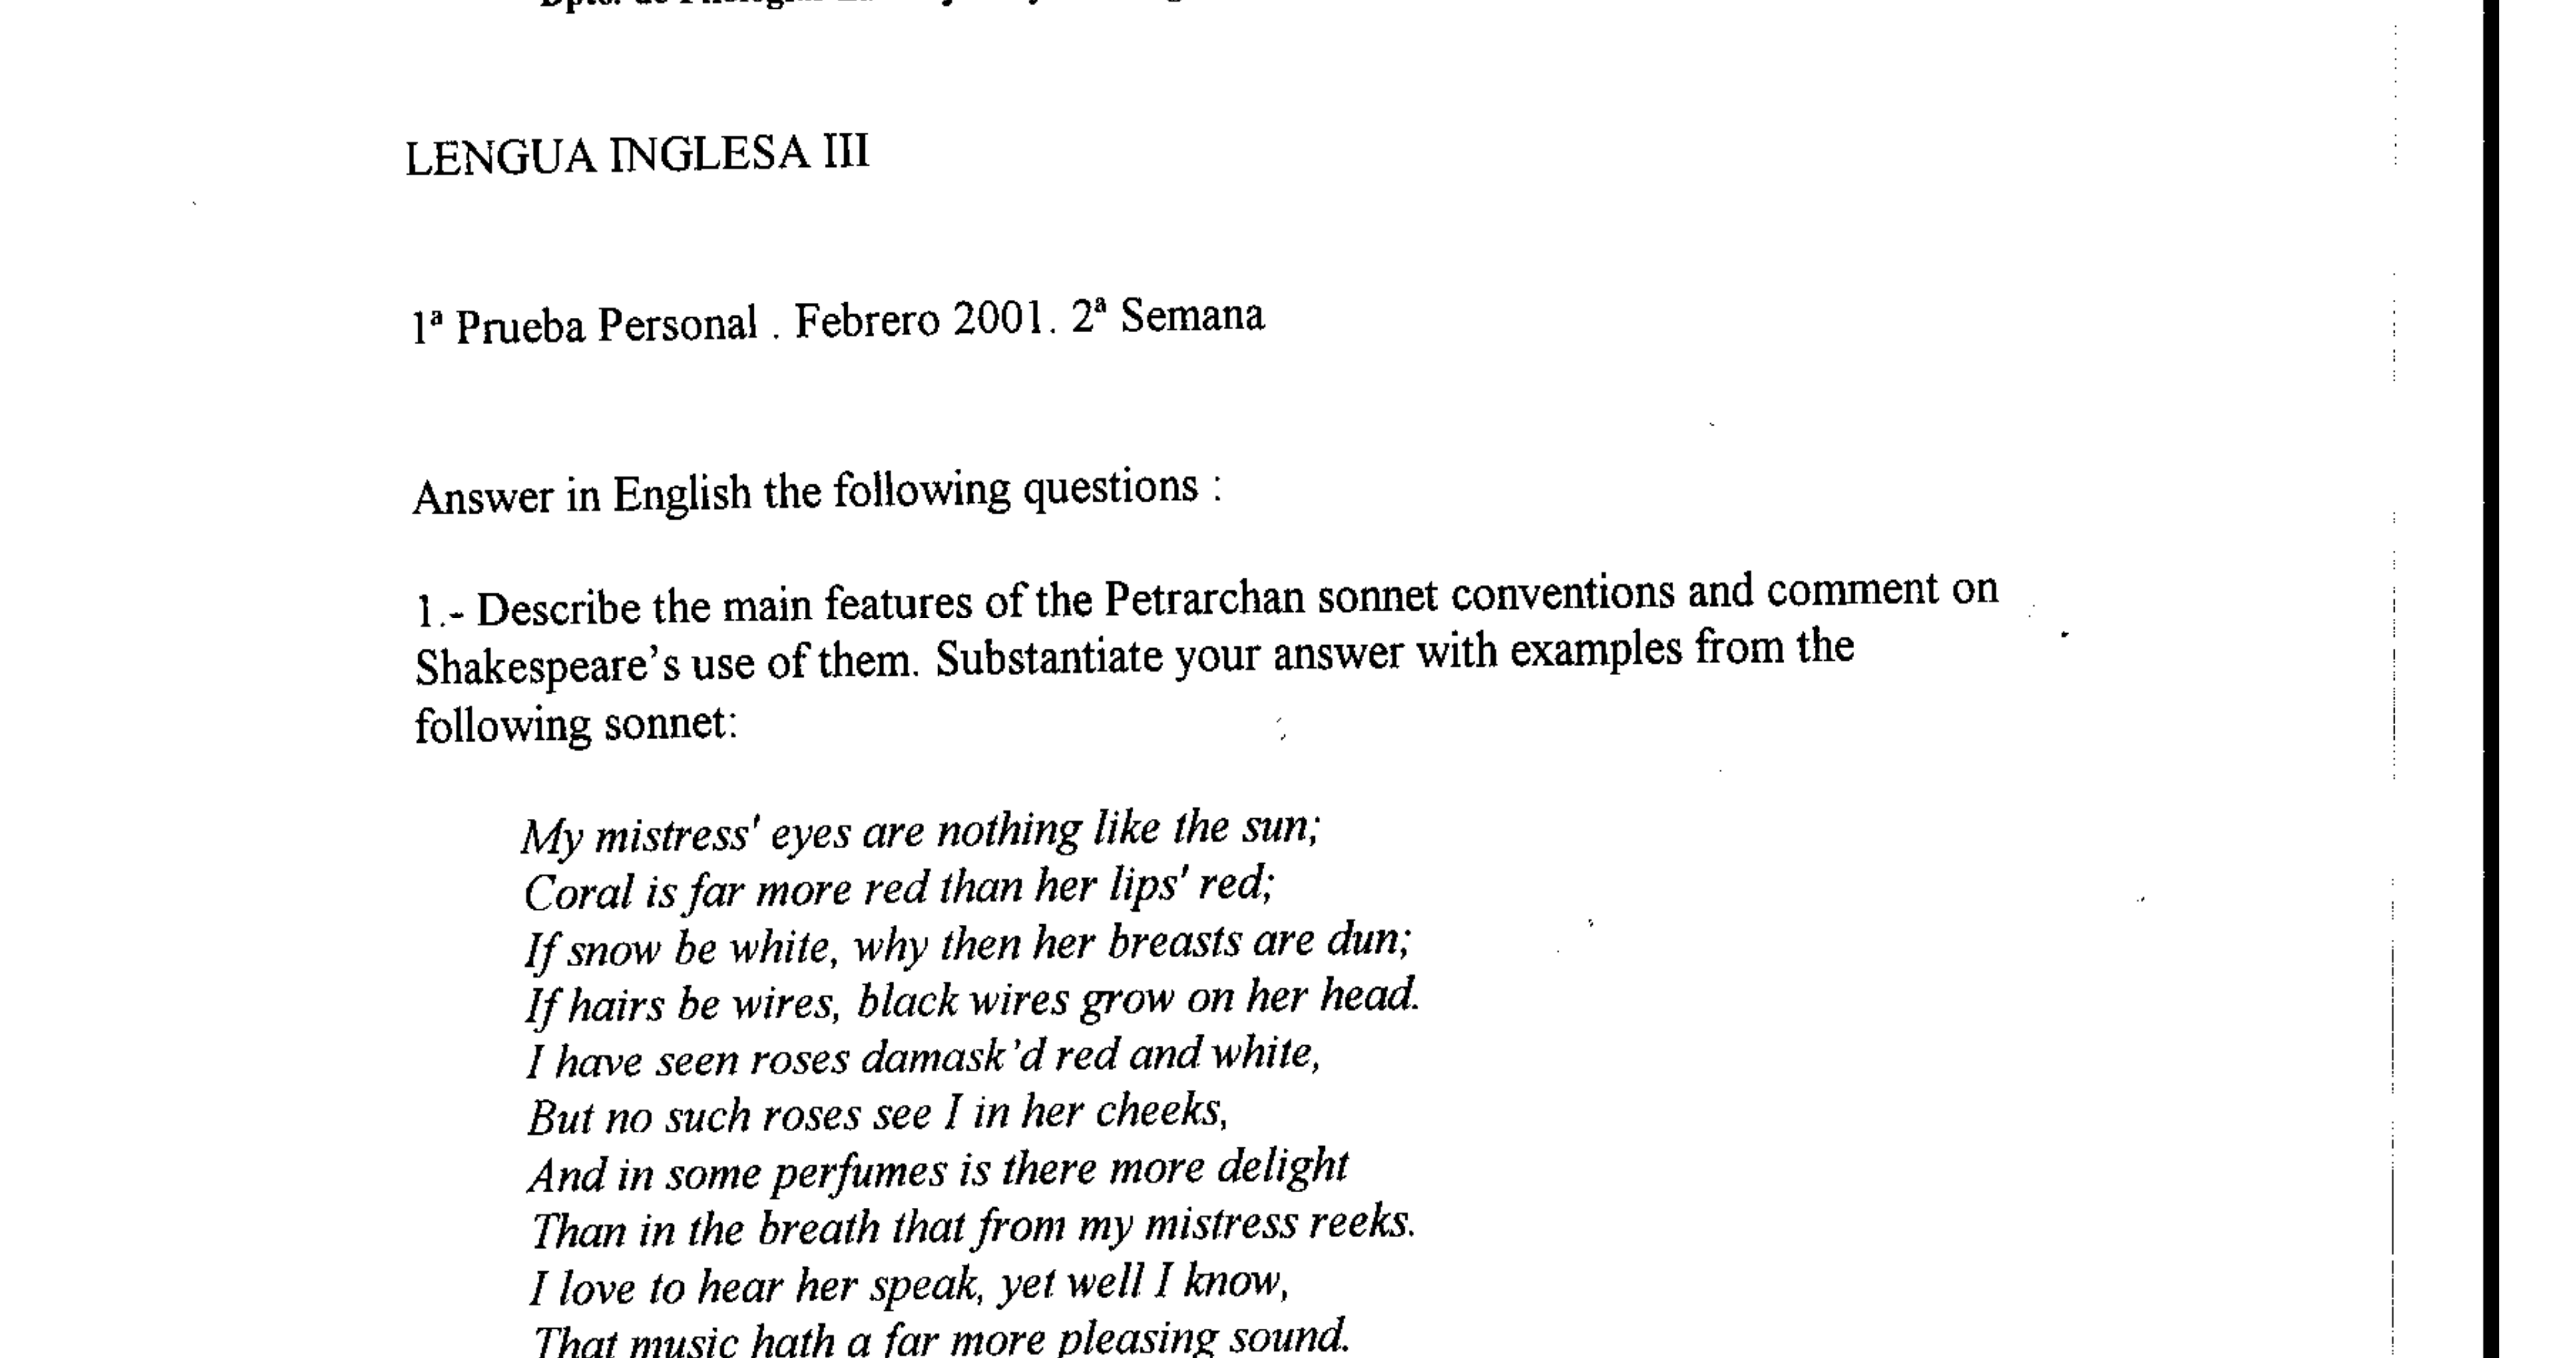 Dpto. de
LENGUA INGLESA III
1ª Prueba Personal . Febrero 2001. 2ª Semana
Answer in English the following questions :
1.- Describe the main features of the Petrarchan sonnet conventions and comment on
Shakespeare's use of them. Substantiate your answer with examples from the
following sonnet:
My mistress' eyes are nothing like the sun;
Coral is far more red than her lips' red;
If snow be white, why then her breasts are dun;
If hairs be wires, black wires grow on her head.
I have seen roses damask'd red and white,
But no such roses see I in her cheeks,
And in some perfumes is there more delight
Than in the breath that from my mistress reeks.
I love to hear her speak, yet well I know,
That music hath a far more pleasing sound.